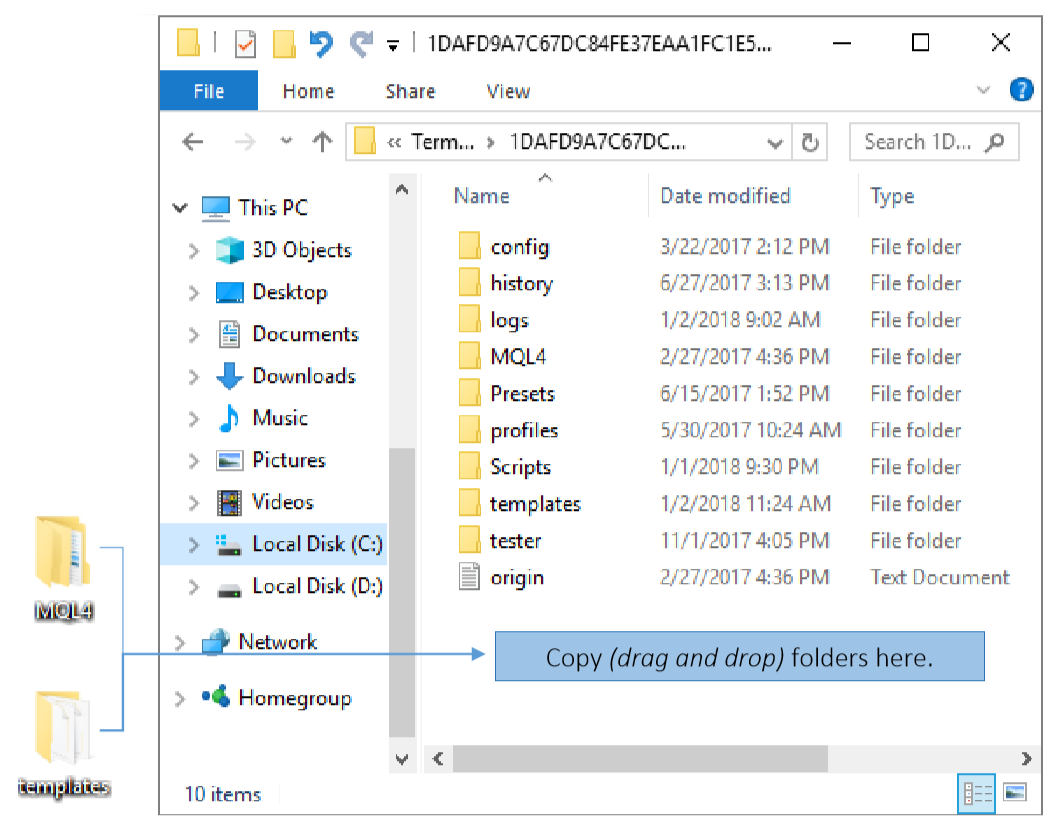 1DAFD9A7C67DC84FE37EAA1FC1E5...
File Home Share View
« Term... › 1DAFD9A7C67DC... Search 1D...
Name Date modified Type
This PC
3D Objects
Desktop
Documents
Downloads
Music
Pictures
Videos
Local Disk (C:)
Local Disk (D:)
Network
Homegroup
config 3/22/2017 2:12 PM File folder
history 6/27/2017 3:13 PM File folder
logs 1/2/2018 9:02 AM File folder
MQL4 2/27/2017 4:36 PM File folder
Presets 6/15/2017 1:52 PM File folder
profiles 5/30/2017 10:24 AM File folder
Scripts 1/1/2018 9:30 PM File folder
templates 1/2/2018 11:24 AM File folder
tester 11/1/2017 4:05 PM File folder
origin 2/27/2017 4:36 PM Text Document
MQL4
templates
Copy (drag and drop) folders here.
10 items